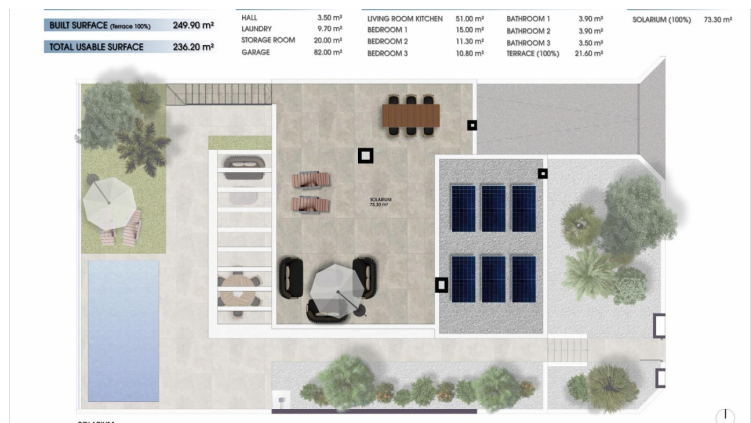 BUILT SURFACE (Terrace 100%) 249.90 m²
TOTAL USABLE SURFACE 236.20 m²
HALL 3.50 m²
LAUNDRY 9.70 m²
STORAGE ROOM 20.00 m²
GARAGE 82.00 m²
LIVING ROOM KITCHEN 51.00 m²
BEDROOM 1 15.00 m²
BEDROOM 2 11.30 m²
BEDROOM 3 10.80 m²
BATHROOM 1 3.90 m²
BATHROOM 2 3.90 m²
BATHROOM 3 3.50 m²
TERRACE (100%) 21.60 m²
SOLARIUM (100%) 73.30 m²
SOLARIUM
73.30 m²
SOLARIUM